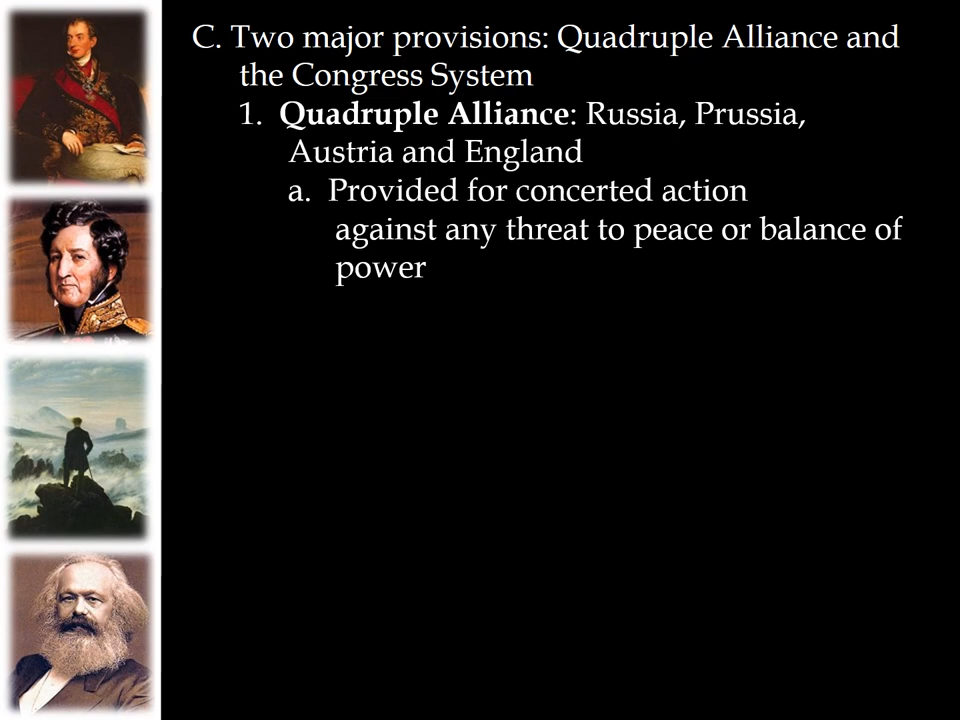 C. Two major provisions: Quadruple Alliance and
the Congress System
1. Quadruple Alliance: Russia, Prussia,
Austria and England
a. Provided for concerted action
against any threat to peace or balance of
power